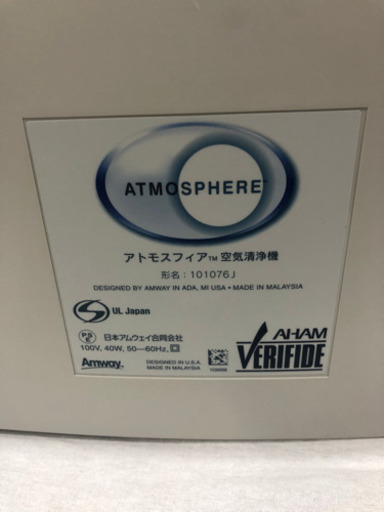 ATMOSPHERE™
アトモスフィア™空気清浄機
形名：101076J
DESIGNED BY AMWAY IN ADA, MI USA • MADE IN MALAYSIA
S
UL Japan
PS
E
日本アムウェイ合同会社
100V, 40W, 50—60Hz,
Amway
DESIGNED IN U.S.A.
MADE IN MALAYSIA
AHAM
VERIFIDE